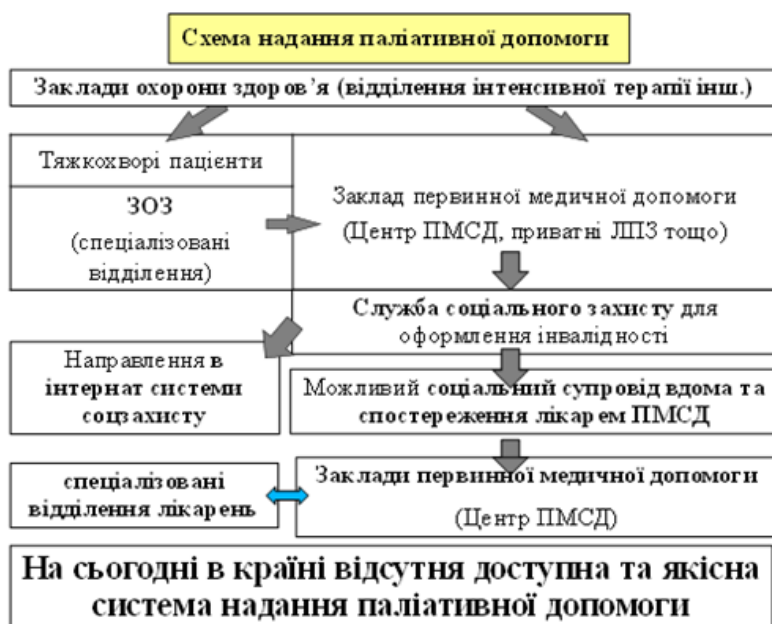 Схема надання паліативної допомоги
Заклади охорони здоров’я (відділення інтенсивної терапії інш.)
Тяжкохворі пацієнти
ЗОЗ
(спеціалізовані
відділення)
Заклад первинної медичної допомоги
(Центр ПМСД, приватні ЛПЗ тощо)
Служба соціального захисту для
оформлення інвалідності
Направлення в
інтернат системи
соцзахисту
Можливий соціальний супровід вдома та
спостереження лікарем ПМСД
спеціалізовані
відділення лікарень
Заклади первинної медичної допомоги
(Центр ПМСД)
На сьогодні в країні відсутня доступна та якісна
система надання паліативної допомоги